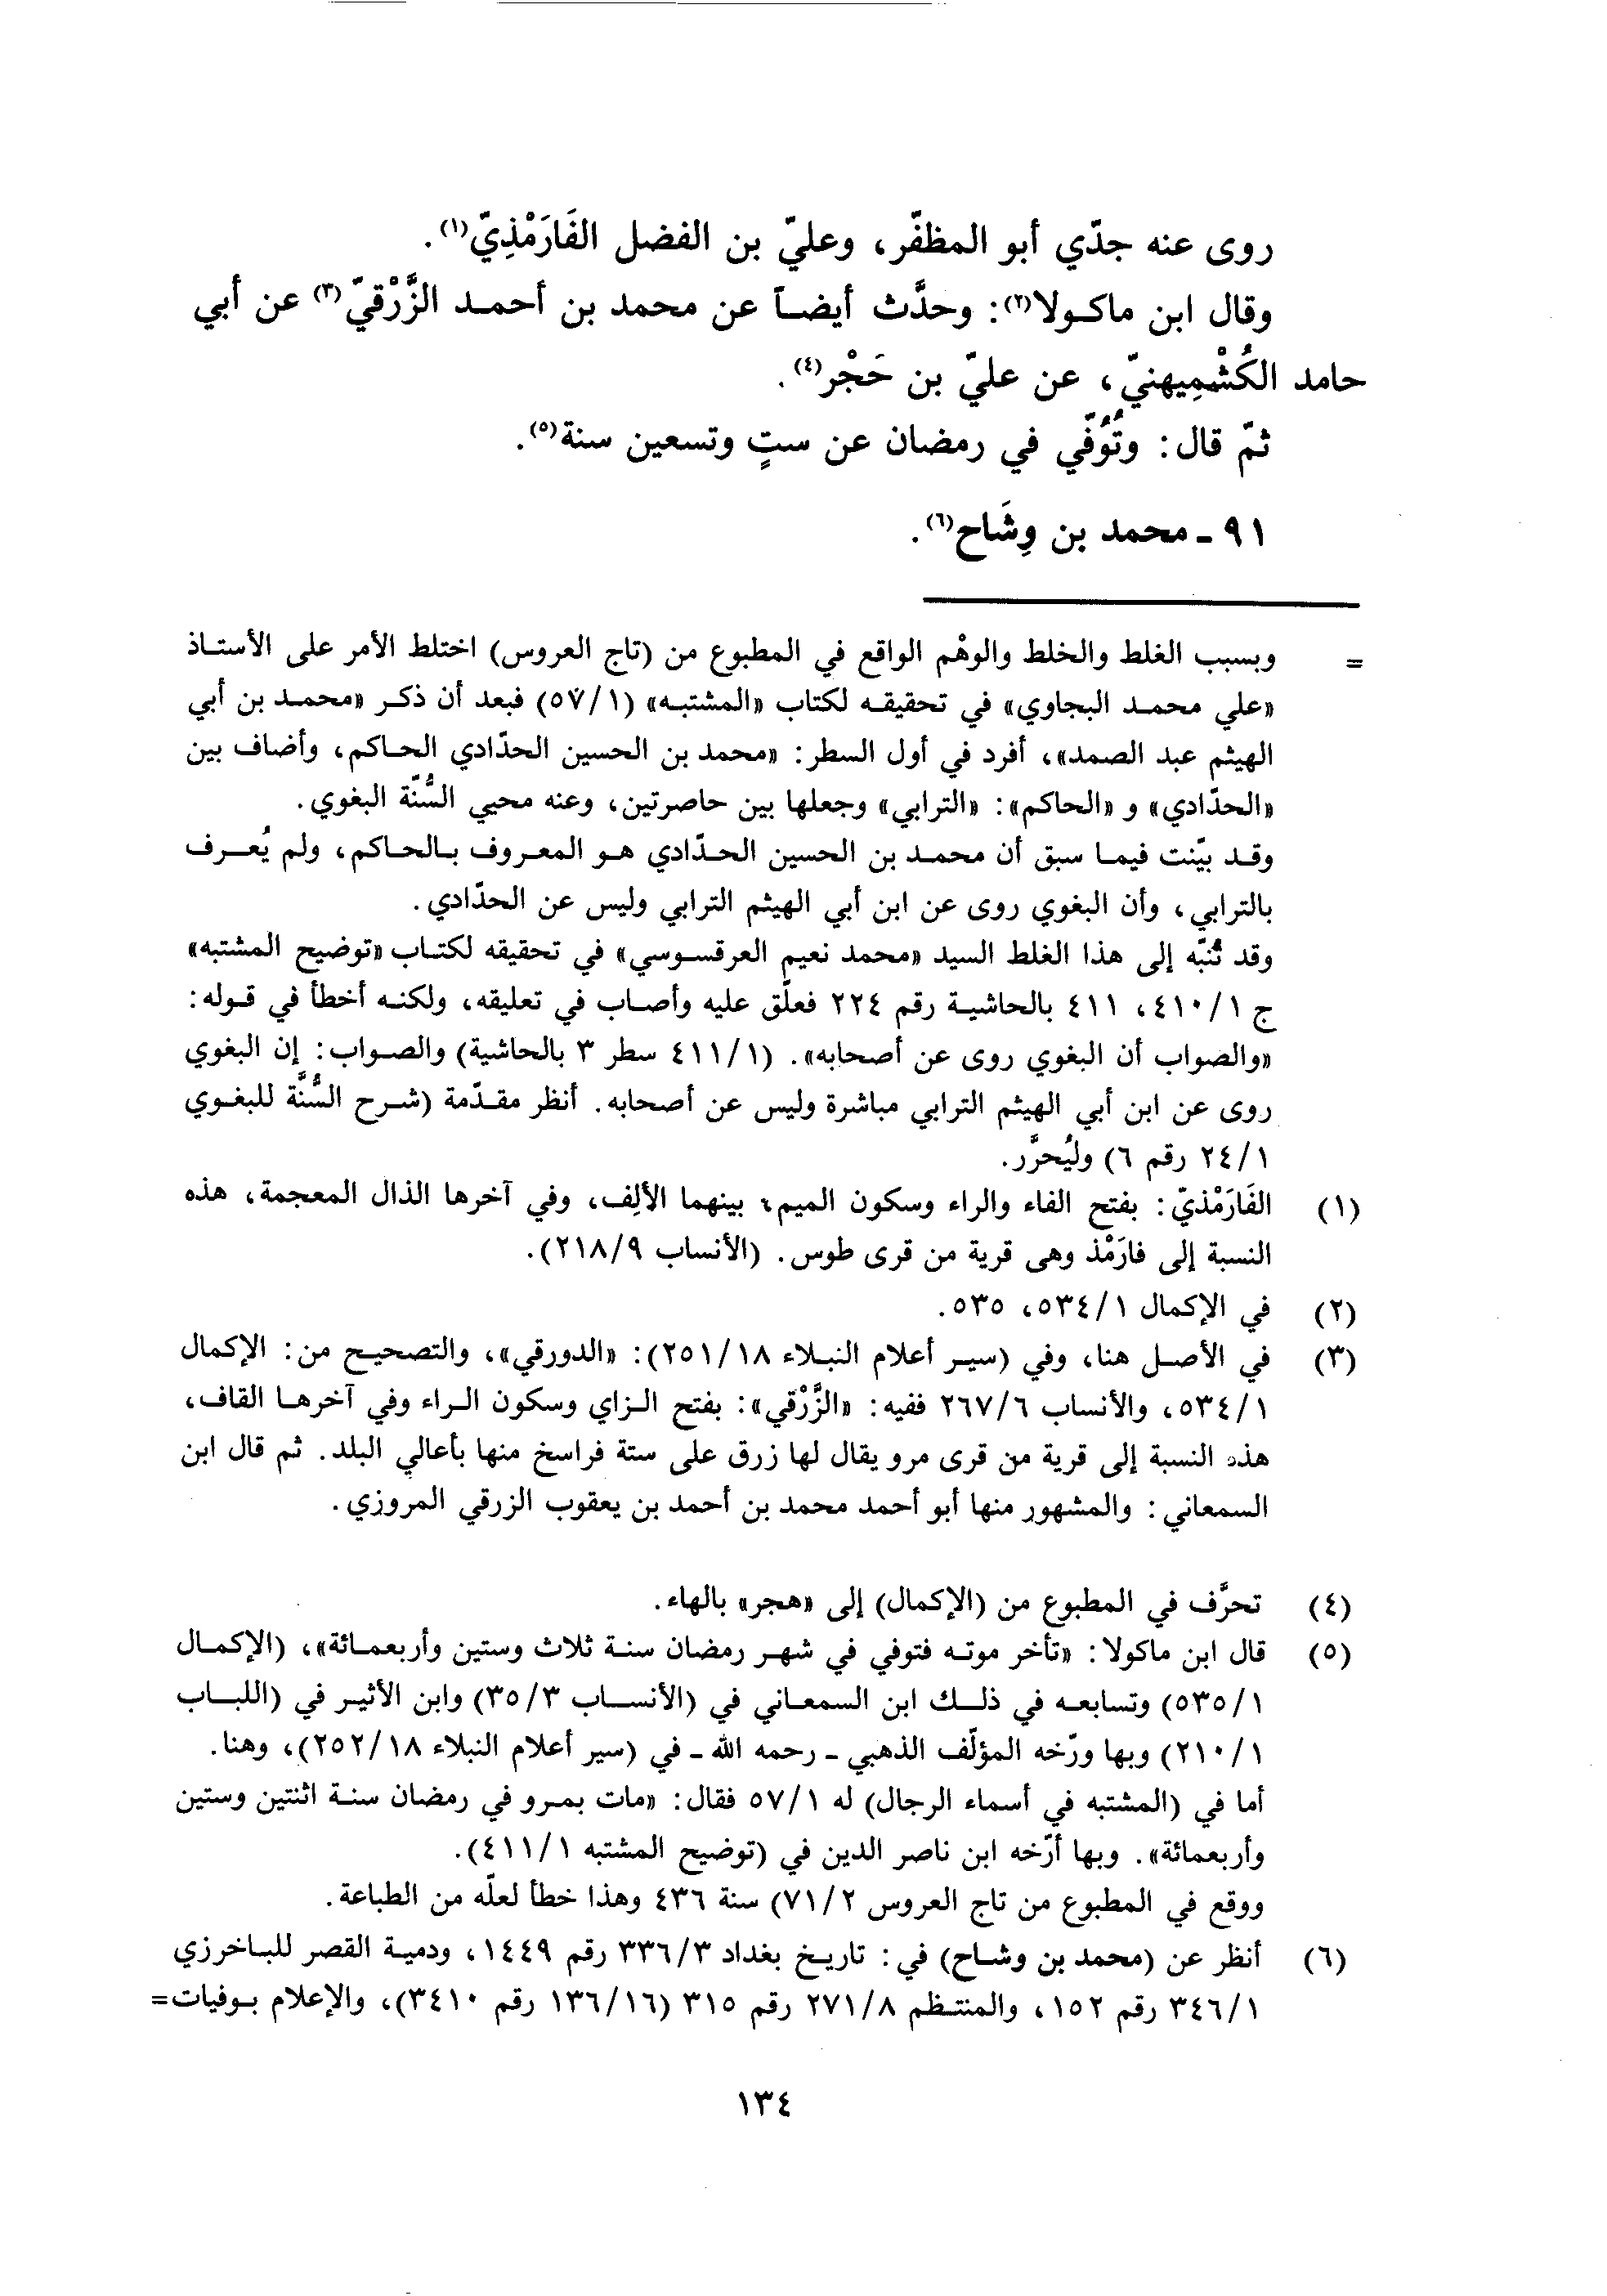 روى عنه جدّي أبو المظفّر، وعليّ بن الفضل الفَارَمْذِيّ(١).
وقال ابن ماكولا(٢): وحدَّث أيضاً عن محمد بن أحمد الزَّرْقيّ(٣) عن أبي
حامد الكُشْمِيهنيّ، عن عليّ بن حَجْر(٤).
ثمّ قال: وتُوُفّي في رمضان عن ستٍ وتسعين سنة(٥).
٩١ - محمد بن وِشَاح(٦).
= وبسبب الغلط والخلط والوهْم الواقع في المطبوع من (تاج العروس) اختلط الأمر على الأستاذ
«علي محمد البجاوي» في تحقيقه لكتاب «المشتبه» (٥٧/١) فبعد أن ذكر «محمد بن أبي
الهيثم عبد الصمد»، أفرد في أول السطر: «محمد بن الحسين الحدّادي الحاكم، وأضاف بين
«الحدّادي» و «الحاكم»: «الترابي» وجعلها بين حاصرتين، وعنه محيي السُّنّة البغوي.
وقد بيّنت فيما سبق أن محمد بن الحسين الحدّادي هو المعروف بالحاكم، ولم يُعرف
بالترابي، وأن البغوي روى عن ابن أبي الهيثم الترابي وليس عن الحدّادي.
وقد تُنُبّه إلى هذا الغلط السيد «محمد نعيم العرقسوسي» في تحقيقه لكتاب «توضيح المشتبه»
ج ٤١٠/١، ٤١١ بالحاشية رقم ٢٢٤ فعلّق عليه وأصاب في تعليقه، ولكنه أخطأ في قوله:
«والصواب أن البغوي روى عن أصحابه». (٤١١/١ سطر ٣ بالحاشية) والصواب: إن البغوي
روى عن ابن أبي الهيثم الترابي مباشرة وليس عن أصحابه. أنظر مقدّمة (شرح السُّنَّة للبغوي
٢٤/١ رقم ٦) وليُحرَّر.
(١) الفَارَمْذيّ: بفتح الفاء والراء وسكون الميم، بينهما الألِف، وفي آخرها الذال المعجمة، هذه
النسبة إلى فارَمْذ وهى قرية من قرى طوس. (الأنساب ٢١٨/٩).
(٢) في الإكمال ٥٣٤/١، ٥٣٥.
(٣) في الأصل هنا، وفي (سير أعلام النبلاء ٢٥١/١٨): «الدورقي»، والتصحيح من: الإكمال
٥٣٤/١، والأنساب ٢٦٧/٦ ففيه: «الزَّرْقي»: بفتح الزاي وسكون الراء وفي آخرها القاف،
هذه النسبة إلى قرية من قرى مرو يقال لها زرق على ستة فراسخ منها بأعالي البلد. ثم قال ابن
السمعاني: والمشهور منها أبو أحمد محمد بن أحمد بن يعقوب الزرقي المروزي.
(٤) تحرَّف في المطبوع من (الإكمال) إلى «هجر» بالهاء.
(٥) قال ابن ماكولا: «تأخر موته فتوفي في شهر رمضان سنة ثلاث وستين وأربعمائة»، (الإكمال
٥٣٥/١) وتسابعه في ذلك ابن السمعاني في (الأنساب ٣٥/٣) وابن الأثير في (اللباب
٢١٠/١) وبها ورّخه المؤلّف الذهبي - رحمه الله - في (سير أعلام النبلاء ٢٥٢/١٨)، وهنا.
أما في (المشتبه في أسماء الرجال) له ٥٧/١ فقال: «مات بمرو في رمضان سنة اثنتين وستين
وأربعمائة». وبها أرّخه ابن ناصر الدين في (توضيح المشتبه ٤١١/١).
ووقع في المطبوع من تاج العروس ٧١/٢) سنة ٤٣٦ وهذا خطأ لعلّه من الطباعة.
(٦) أنظر عن (محمد بن وشاح) في: تاريخ بغداد ٣٣٦/٣ رقم ١٤٤٩، ودمية القصر للباخرزي
٣٤٦/١ رقم ١٥٢، والمنتظم ٢٧١/٨ رقم ٣١٥ (١٣٦/١٦ رقم ٣٤١٠)، والإعلام بوفيات=
١٣٤